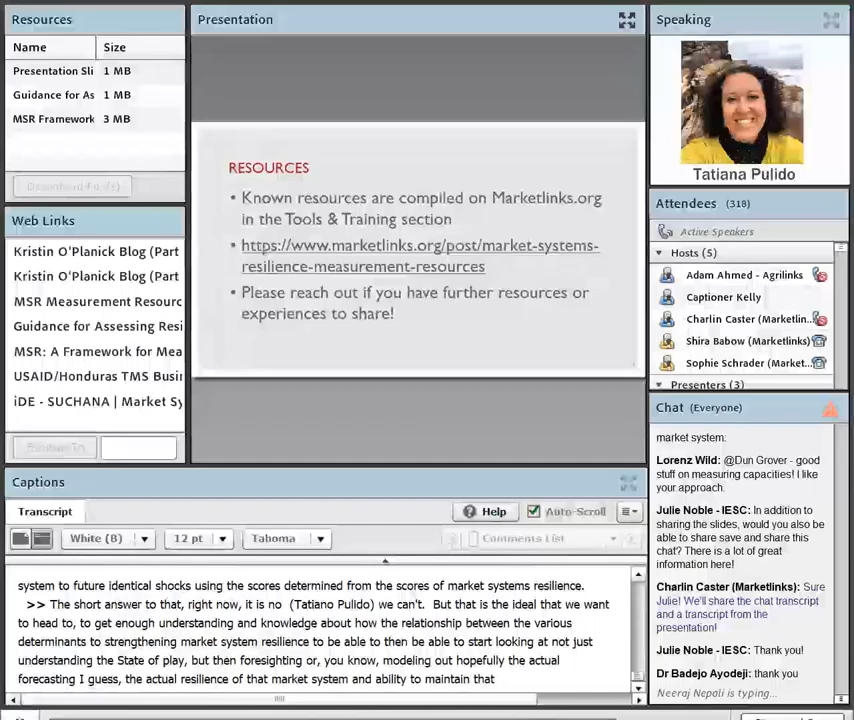 Resources
Name Size
Presentation Sli 1 MB
Guidance for As 1 MB
MSR Framework 3 MB
Download File(s)
Web Links
Kristin O'Planick Blog (Part
Kristin O'Planick Blog (Part
MSR Measurement Resourc
Guidance for Assessing Resi
MSR: A Framework for Mea
USAID/Honduras TMS Busin
iDE - SUCHANA | Market Sy
Browse To
Presentation
RESOURCES
• Known resources are compiled on Marketlinks.org
in the Tools & Training section
• https://www.marketlinks.org/post/market-systems-
resilience-measurement-resources
• Please reach out if you have further resources or
experiences to share!
Captions
Transcript
Help
Auto-Scroll
White (8)
12 pt
Tahoma
Comments List
system to future identical shocks using the scores determined from the scores of market systems resilience.
>> The short answer to that, right now, it is no (Tatiano Pulido) we can't. But that is the ideal that we want
to head to, to get enough understanding and knowledge about how the relationship between the various
determinants to strengthening market system resilience to be able to then be able to start looking at not just
understanding the State of play, but then foresighting or, you know, modeling out hopefully the actual
forecasting I guess, the actual resilience of that market system and ability to maintain that
Speaking
Tatiana Pulido
Attendees (318)
Active Speakers
Hosts (5)
Adam Ahmed - Agrilinks
Captioner Kelly
Charlin Caster (Marketlin...
Shira Babow (Marketlinks)
Sophie Schrader (Market...
Presenters (3)
Chat (Everyone)
market system:
Lorenz Wild: @Dun Grover - good
stuff on measuring capacities! I like
your approach.
Julie Noble - IESC: In addition to
sharing the slides, would you also be
able to share save and share this
chat? There is a lot of great
information here!
Charlin Caster (Marketlinks): Sure
Julie! We'll share the chat transcript
and a transcript from the
presentation!
Julie Noble - IESC: Thank you!
Dr Badejo Ayodeji: thank you
Neeraj Nepali is typing...